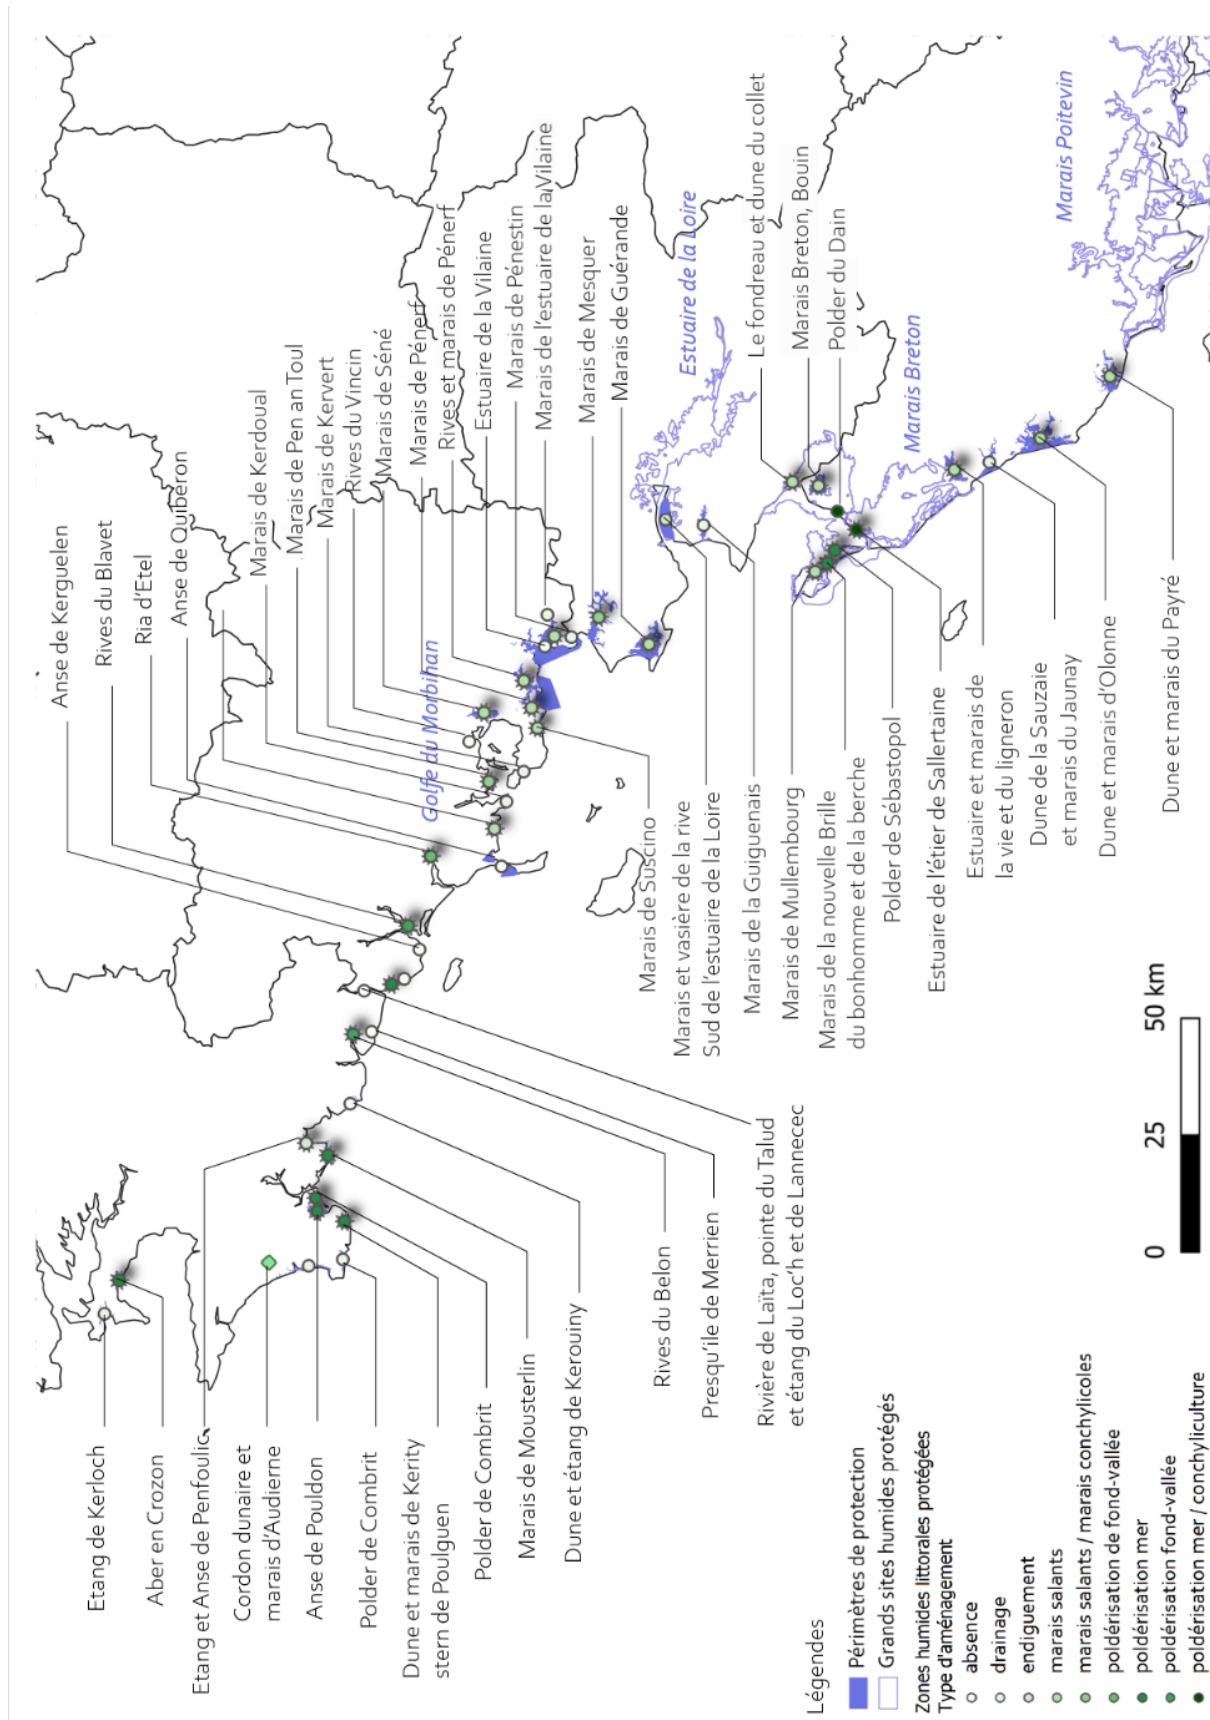 Etang de Kerloch
Aber en Crozon
Etang et Anse de Penfoulic
Cordon dunaire et
marais d'Audierne
Anse de Pouldon
Polder de Combrit
Dune et marais de Kerity
stern de Poulguen
Polder de Combrit
Marais de Mousterlin
Dune et étang de Kerouiny
Rives du Belon
Presqu'ile de Merrien
Rivière de Laïta, pointe du Talud
et étang du Loc'h et de Lannecec
Anse de Kerguelen
Rives du Blavet
Ria d'Etel
Anse de Quiberon
Marais de Kerdoual
Marais de Pen an Toul
Marais de Kervert
Rives du Vincin
Marais de Séné
Marais de Pénerf
Rives et marais de Pénerf
Estuaire de la Vilaine
Marais de Pénestin
Marais de l'estuaire de la Vilaine
Marais de Mesquer
Marais de Guérande
Golfe du Morbihan
Estuaire de la Loire
Le fondreau et dune du collet
Marais Breton, Bouin
Polder du Dain
Marais Breton
Marais Poitevin
Marais de Suscino
Marais et vasière de la rive
Sud de l'estuaire de la Loire
Marais de la Guiguenais
Marais de Mullembourg
Marais de la nouvelle Brille
du bonhomme et de la berche
Polder de Sébastopol
Estuaire de l'étier de Sallertaine
Estuaire et marais de
la vie et du ligneron
Dune de la Sauzaie
et marais du Jaunay
Dune et marais d'Olonne
Dune et marais du Payré
Légendes
Périmètres de protection
Grands sites humides protégés
Zones humides littorales protégées
Type d'aménagement
absence
drainage
endiguement
marais salants
marais salants / marais conchylicoles
poldérisation de fond-vallée
poldérisation mer
poldérisation fond-vallée
poldérisation mer / conchyliculture
0 25 50 km